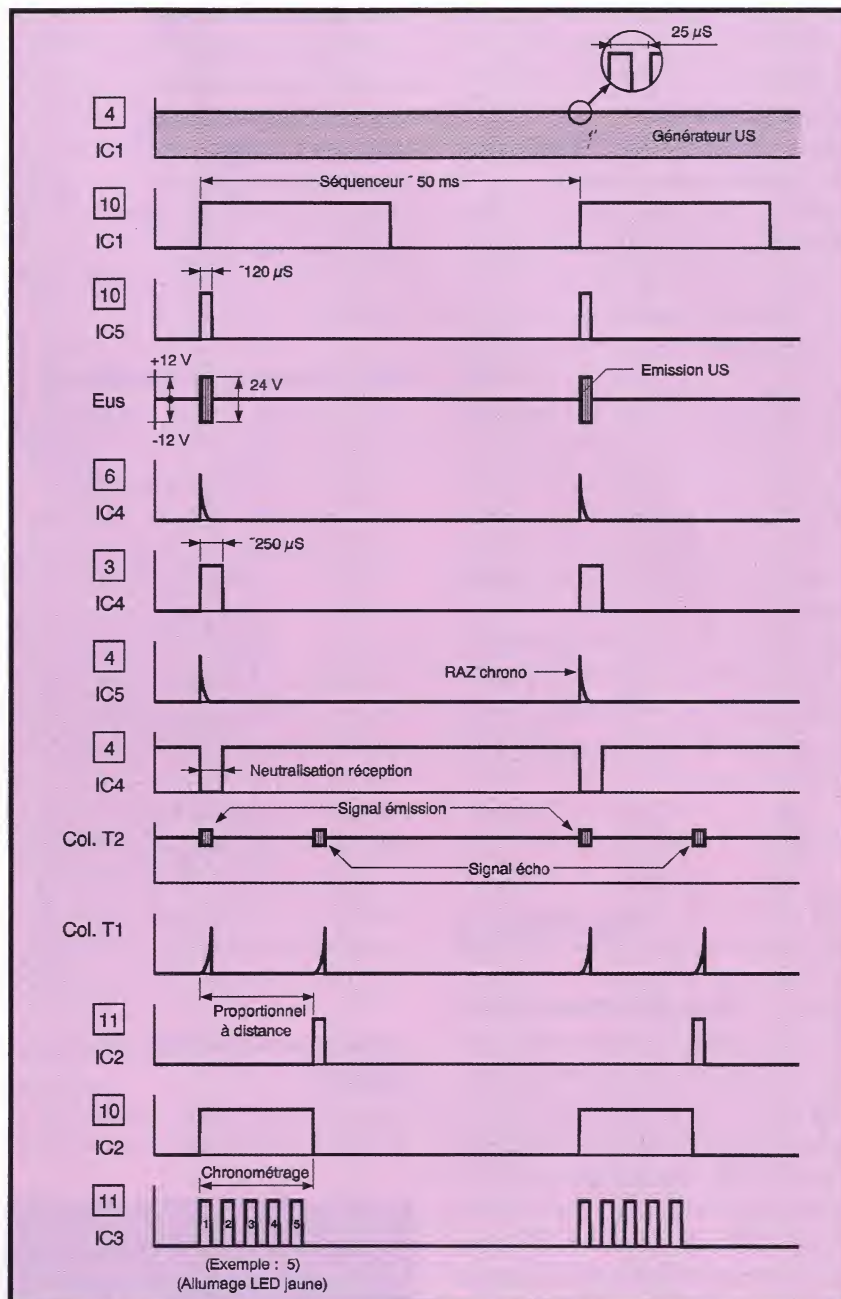 25 µS
4
IC1
Générateur US
Séquenceur ~ 50 ms
10
IC1
~120 µS
10
IC5
+12 V
Eus
24 V
-12 V
Emission US
6
IC4
~250 µS
3
IC4
4
IC5
RAZ chrono
4
IC4
Neutralisation réception
Signal émission
Col. T2
Signal écho
Col. T1
Proportionnel
à distance
11
IC2
10
IC2
Chronométrage
11
IC3
1 2 3 4 5
(Exemple : 5)
(Allumage LED jaune)